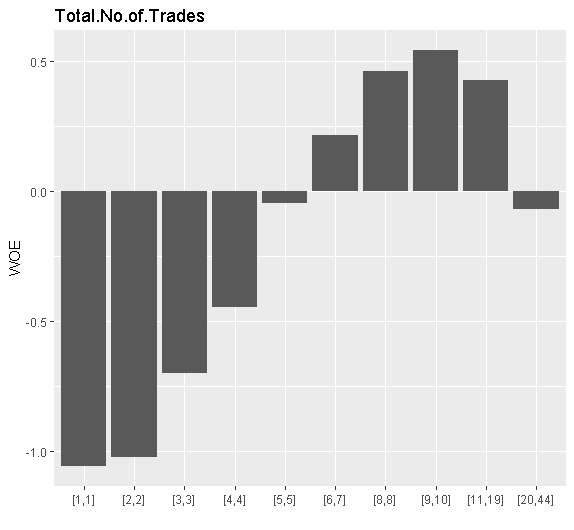 Total.No.of.Trades
WOE
0.5
0.0
-0.5
-1.0
[1,1] [2,2] [3,3] [4,4] [5,5] [6,7] [8,8] [9,10] [11,19] [20,44]